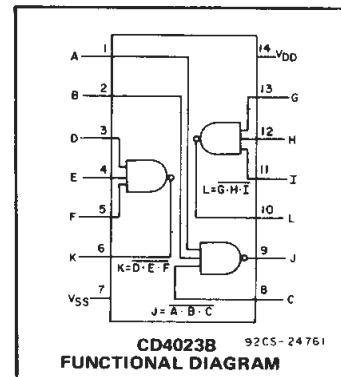 A 1
B 2
D 3
E 4
F 5
K 6
VSS 7
14 VDD
13 G
12 H
11 I
10 L
9 J
8 C
L=G·H·I
K=D·E·F
J=A·B·C
CD4023B 92CS-24761
FUNCTIONAL DIAGRAM